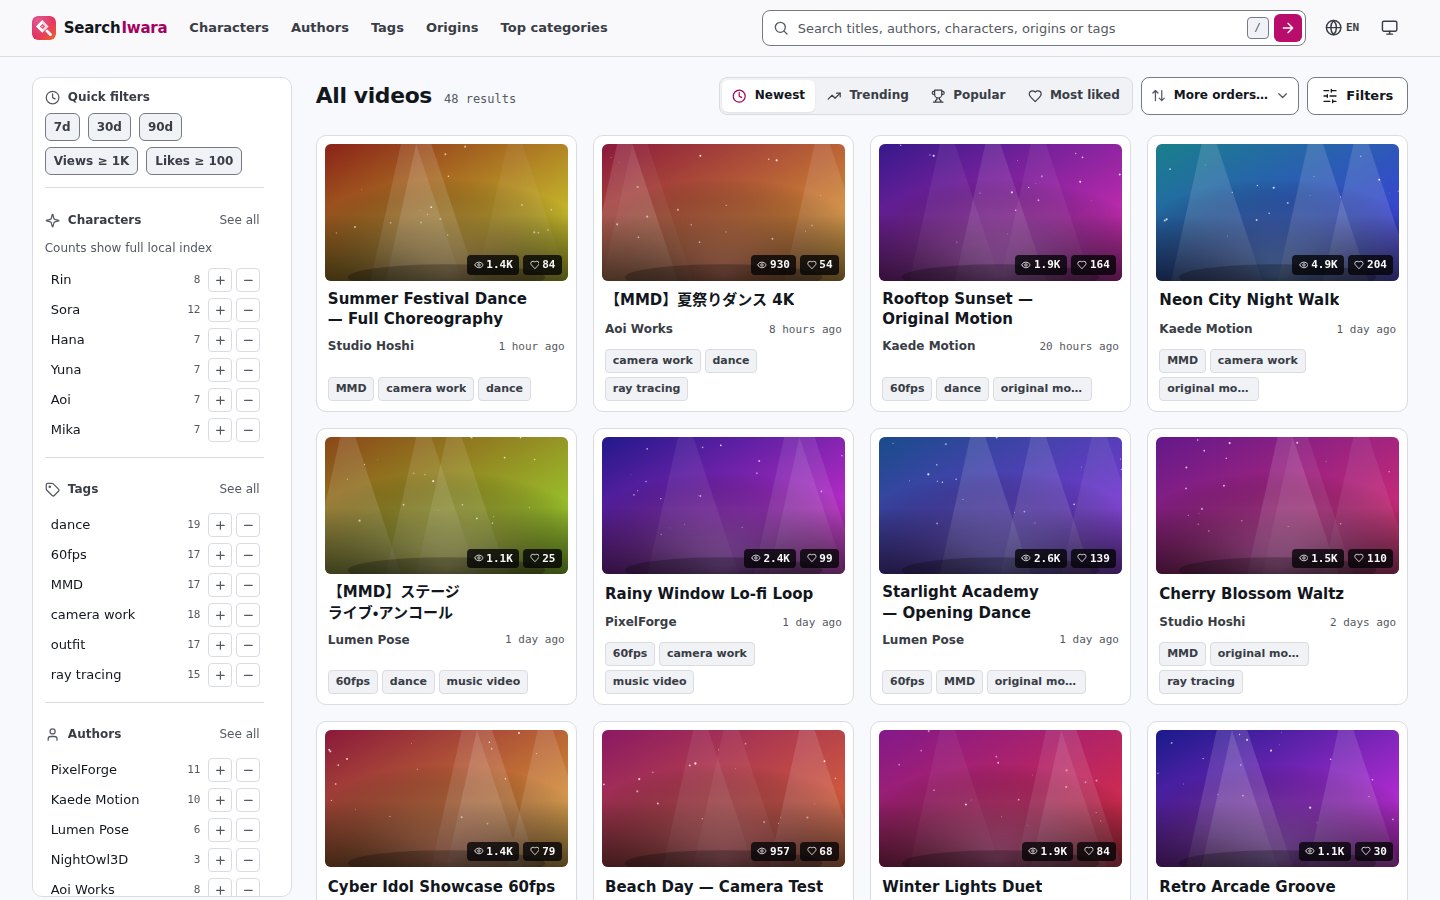 SearchIwara
Characters
Authors
Tags
Origins
Top categories
Search titles, authors, characters, origins or tags
/
EN
Quick filters
7d
30d
90d
Views ≥ 1K
Likes ≥ 100
Characters
See all
Counts show full local index
Rin 8 + −
Sora 12 + −
Hana 7 + −
Yuna 7 + −
Aoi 7 + −
Mika 7 + −
Tags
See all
dance 19 + −
60fps 17 + −
MMD 17 + −
camera work 18 + −
outfit 17 + −
ray tracing 15 + −
Authors
See all
PixelForge 11 + −
Kaede Motion 10 + −
Lumen Pose 6 + −
NightOwl3D 3 + −
Aoi Works 8 + −
All videos 48 results
Newest
Trending
Popular
Most liked
More orders...
Filters
1.4K 84
Summer Festival Dance
— Full Choreography
Studio Hoshi 1 hour ago
MMD camera work dance
930 54
【MMD】夏祭りダンス 4K
Aoi Works 8 hours ago
camera work dance
ray tracing
1.9K 164
Rooftop Sunset —
Original Motion
Kaede Motion 20 hours ago
60fps dance original mo...
4.9K 204
Neon City Night Walk
Kaede Motion 1 day ago
MMD camera work
original mo...
1.1K 25
【MMD】ステージ
ライブ・アンコール
Lumen Pose 1 day ago
60fps dance music video
2.4K 99
Rainy Window Lo-fi Loop
PixelForge 1 day ago
60fps camera work
music video
2.6K 139
Starlight Academy
— Opening Dance
Lumen Pose 1 day ago
60fps MMD original mo...
1.5K 110
Cherry Blossom Waltz
Studio Hoshi 2 days ago
MMD original mo...
ray tracing
1.4K 79
Cyber Idol Showcase 60fps
957 68
Beach Day — Camera Test
1.9K 84
Winter Lights Duet
1.1K 30
Retro Arcade Groove